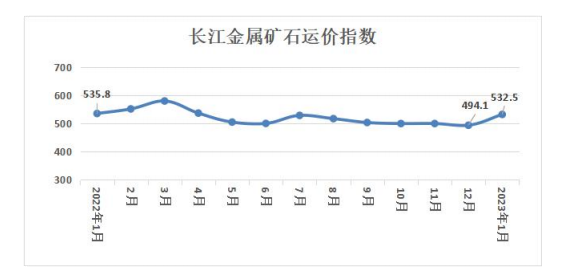 长江金属矿石运价指数
700
600
500
400
300
535.8
494.1
532.5
2022年1月
2月
3月
4月
5月
6月
7月
8月
9月
10月
11月
12月
2023年1月